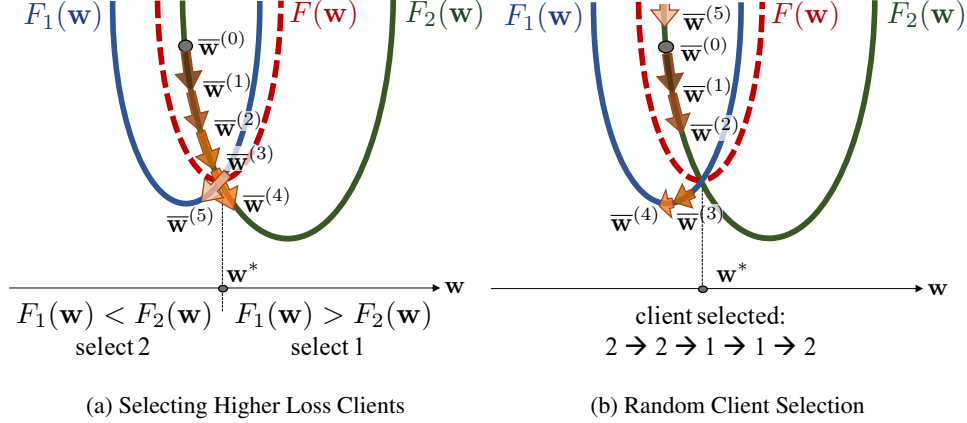 F₁(w) F(w) F₂(w)
w̅⁽⁰⁾
w̅⁽¹⁾
w̅⁽²⁾
w̅⁽³⁾
w̅⁽⁴⁾
w̅⁽⁵⁾
w*
w
F₁(w) < F₂(w) F₁(w) > F₂(w)
select 2 select 1
(a) Selecting Higher Loss Clients
F₁(w) F(w) F₂(w)
w̅⁽⁵⁾
w̅⁽⁰⁾
w̅⁽¹⁾
w̅⁽²⁾
w̅⁽³⁾
w̅⁽⁴⁾
w*
w
client selected:
2 → 2 → 1 → 1 → 2
(b) Random Client Selection